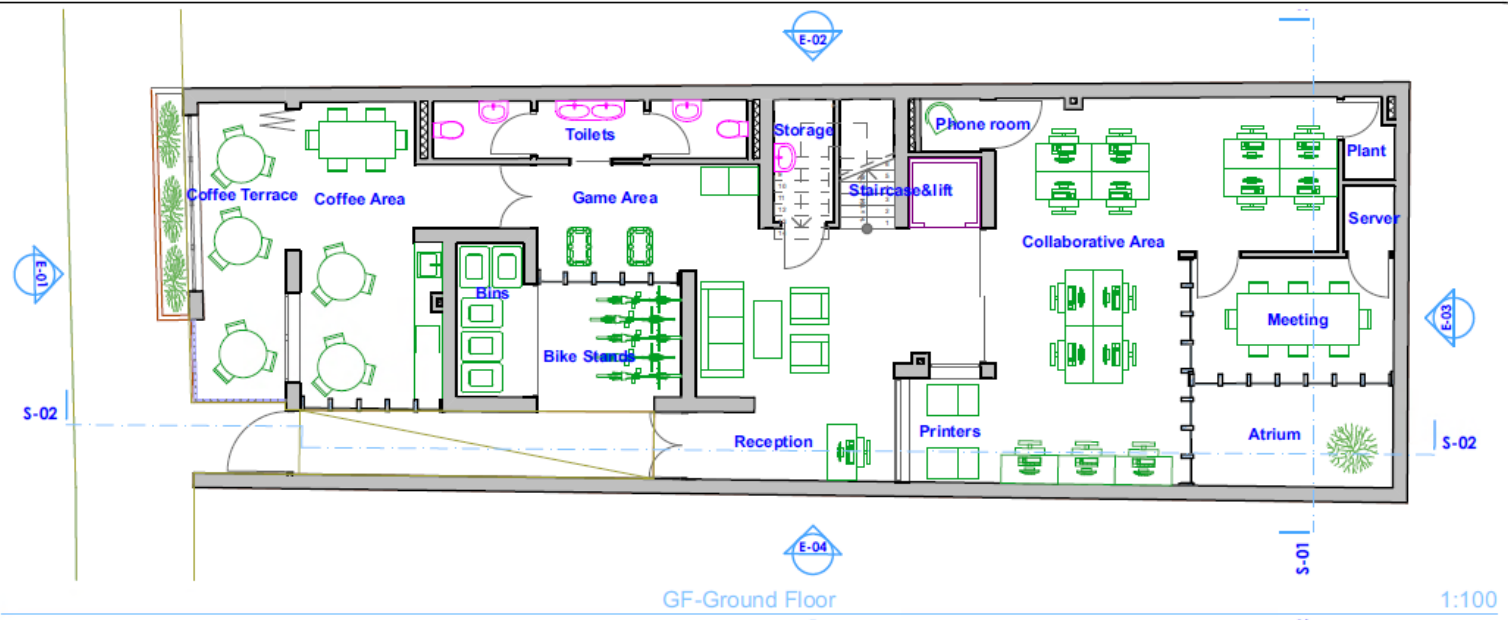 E-02
S-01
Toilets
Storage
Phone room
Plant
Coffee Terrace
Coffee Area
Game Area
Staircase&lift
Server
Collaborative Area
E-01
Bins
Meeting
E-03
Bike Stands
S-02
Reception
Printers
Atrium
S-02
E-04
S-01
GF-Ground Floor
1:100